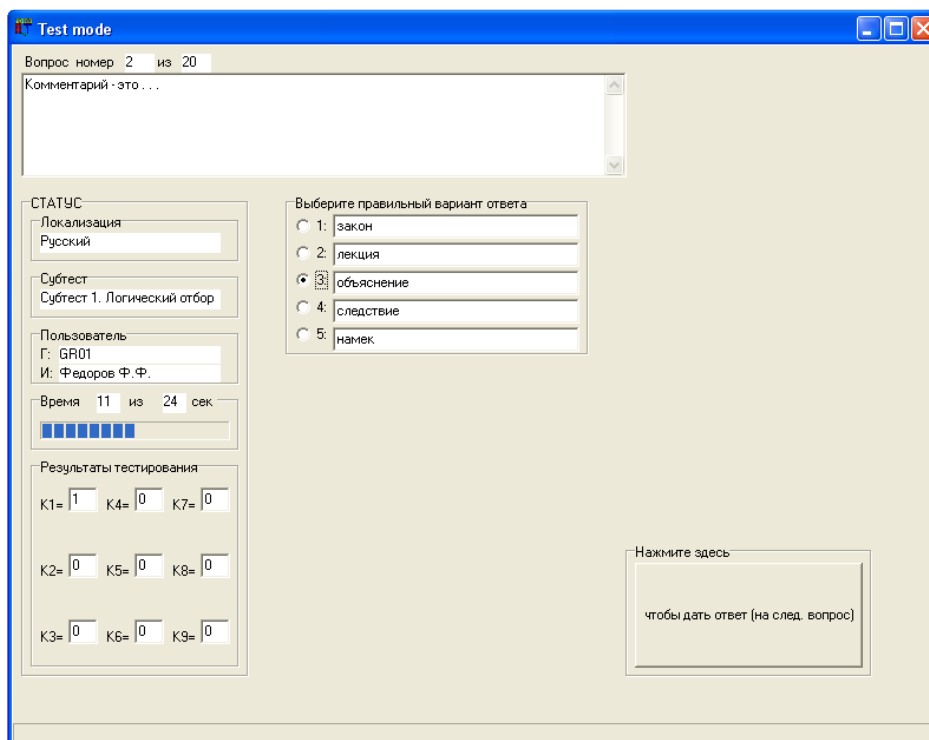 Test mode
Вопрос номер 2 из 20
Комментарий - это . . .
СТАТУС
Локализация
Русский
Субтест
Субтест 1. Логический отбор
Пользователь
Г: GR01
И: Федоров Ф.Ф.
Время 11 из 24 сек
Результаты тестирования
K1= 1 K4= 0 K7= 0
K2= 0 K5= 0 K8= 0
K3= 0 K6= 0 K9= 0
Выберите правильный вариант ответа
1: закон
2: лекция
3: объяснение
4: следствие
5: намек
Нажмите здесь
чтобы дать ответ (на след. вопрос)